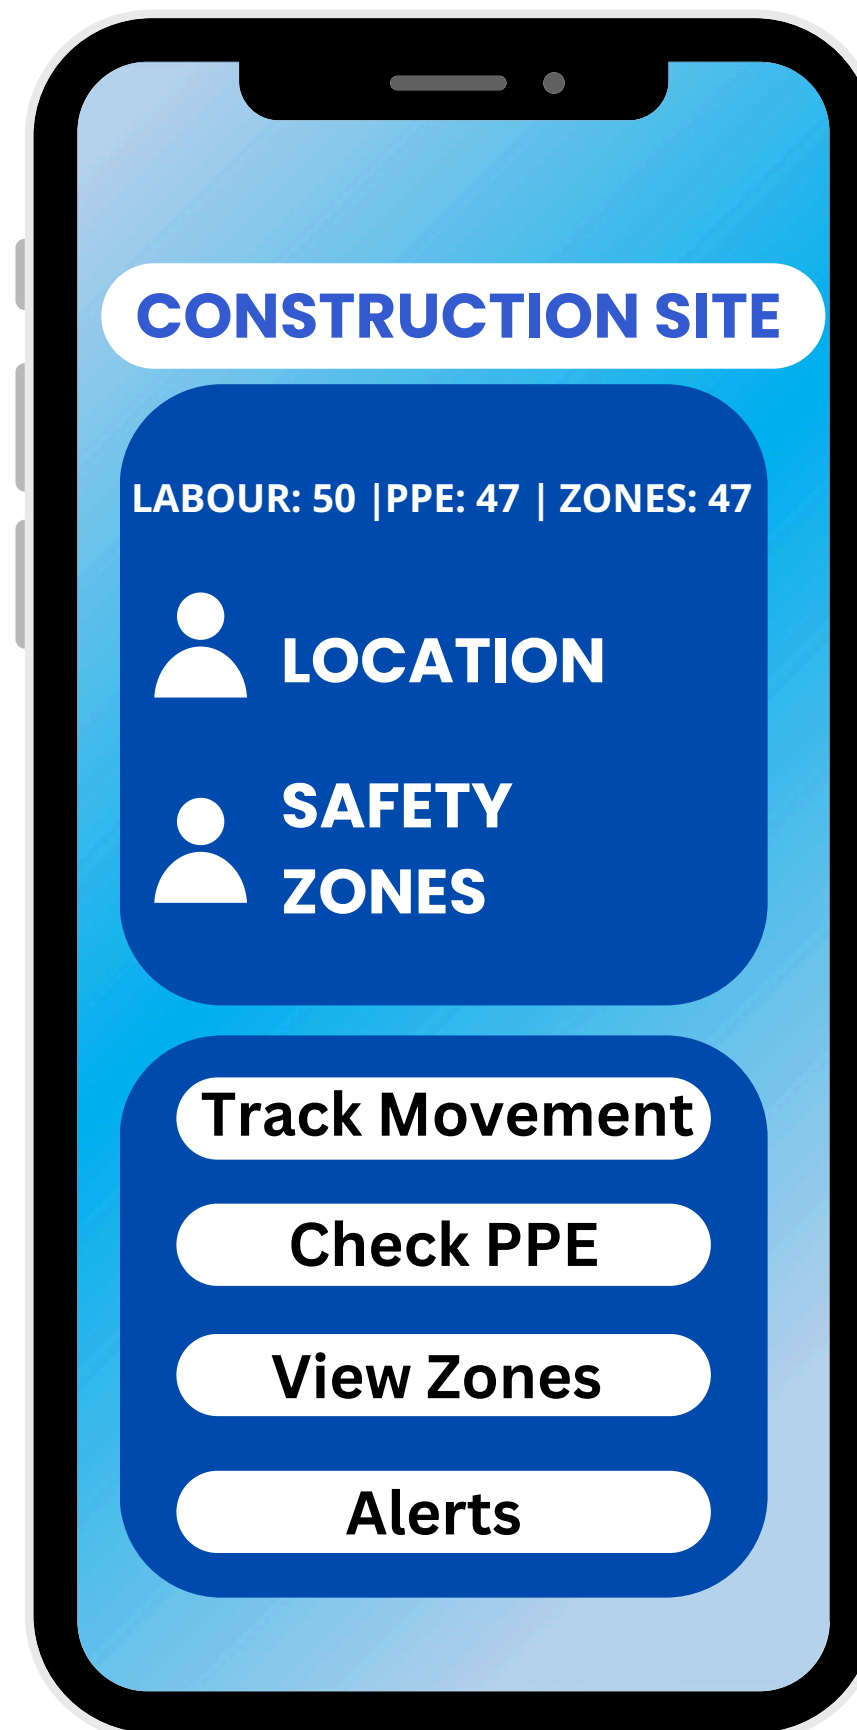 CONSTRUCTION SITE
LABOUR: 50 |PPE: 47 | ZONES: 47
LOCATION
SAFETY
ZONES
Track Movement
Check PPE
View Zones
Alerts